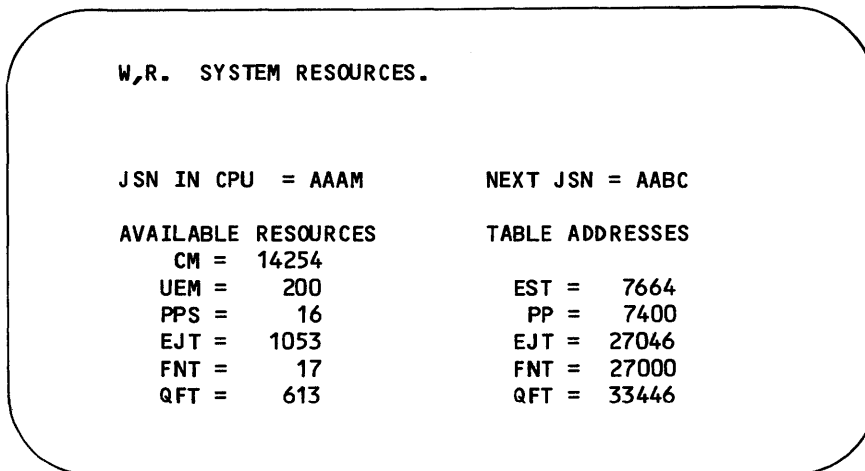 W,R. SYSTEM RESOURCES.
JSN IN CPU = AAAM NEXT JSN = AABC
AVAILABLE RESOURCES TABLE ADDRESSES
CM = 14254
UEM = 200 EST = 7664
PPS = 16 PP = 7400
EJT = 1053 EJT = 27046
FNT = 17 FNT = 27000
QFT = 613 QFT = 33446